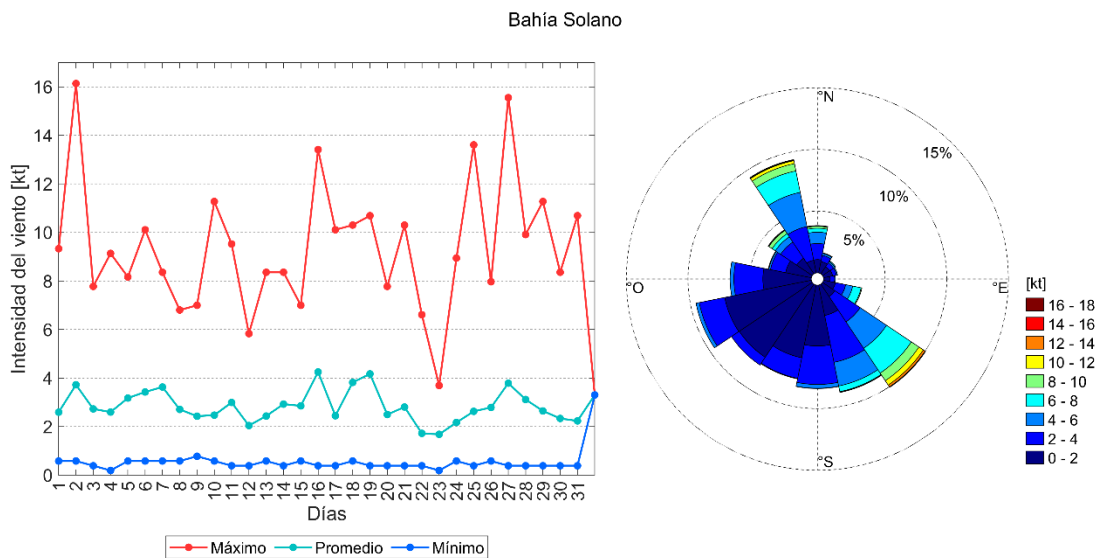 Bahía Solano
Intensidad del viento [kt]
16
14
12
10
8
6
4
2
0
1 2 3 4 5 6 7 8 9 10 11 12 13 14 15 16 17 18 19 20 21 22 23 24 25 26 27 28 29 30 31
Días
Máximo Promedio Mínimo
°N
15%
10%
5%
°O
°E
°S
[kt]
16 - 18
14 - 16
12 - 14
10 - 12
8 - 10
6 - 8
4 - 6
2 - 4
0 - 2